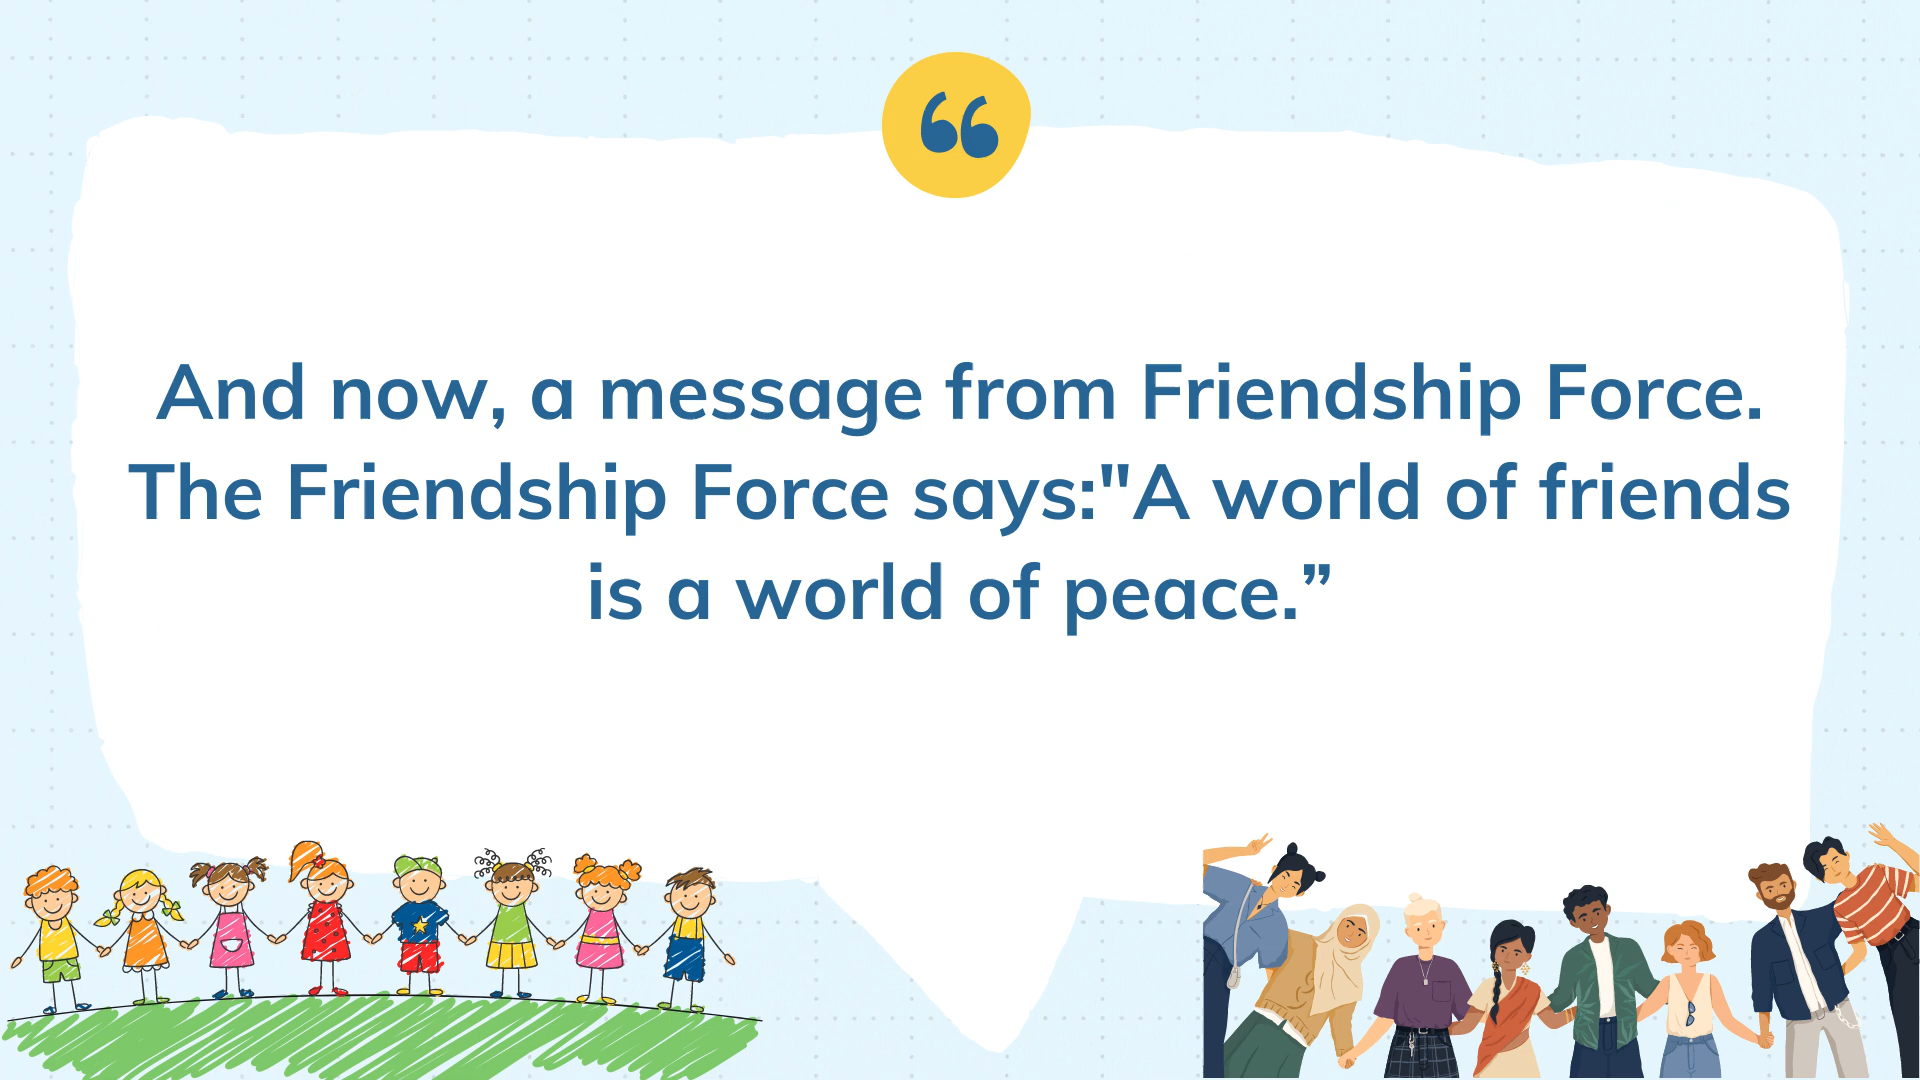 And now, a message from Friendship Force.
The Friendship Force says:"A world of friends
is a world of peace.”